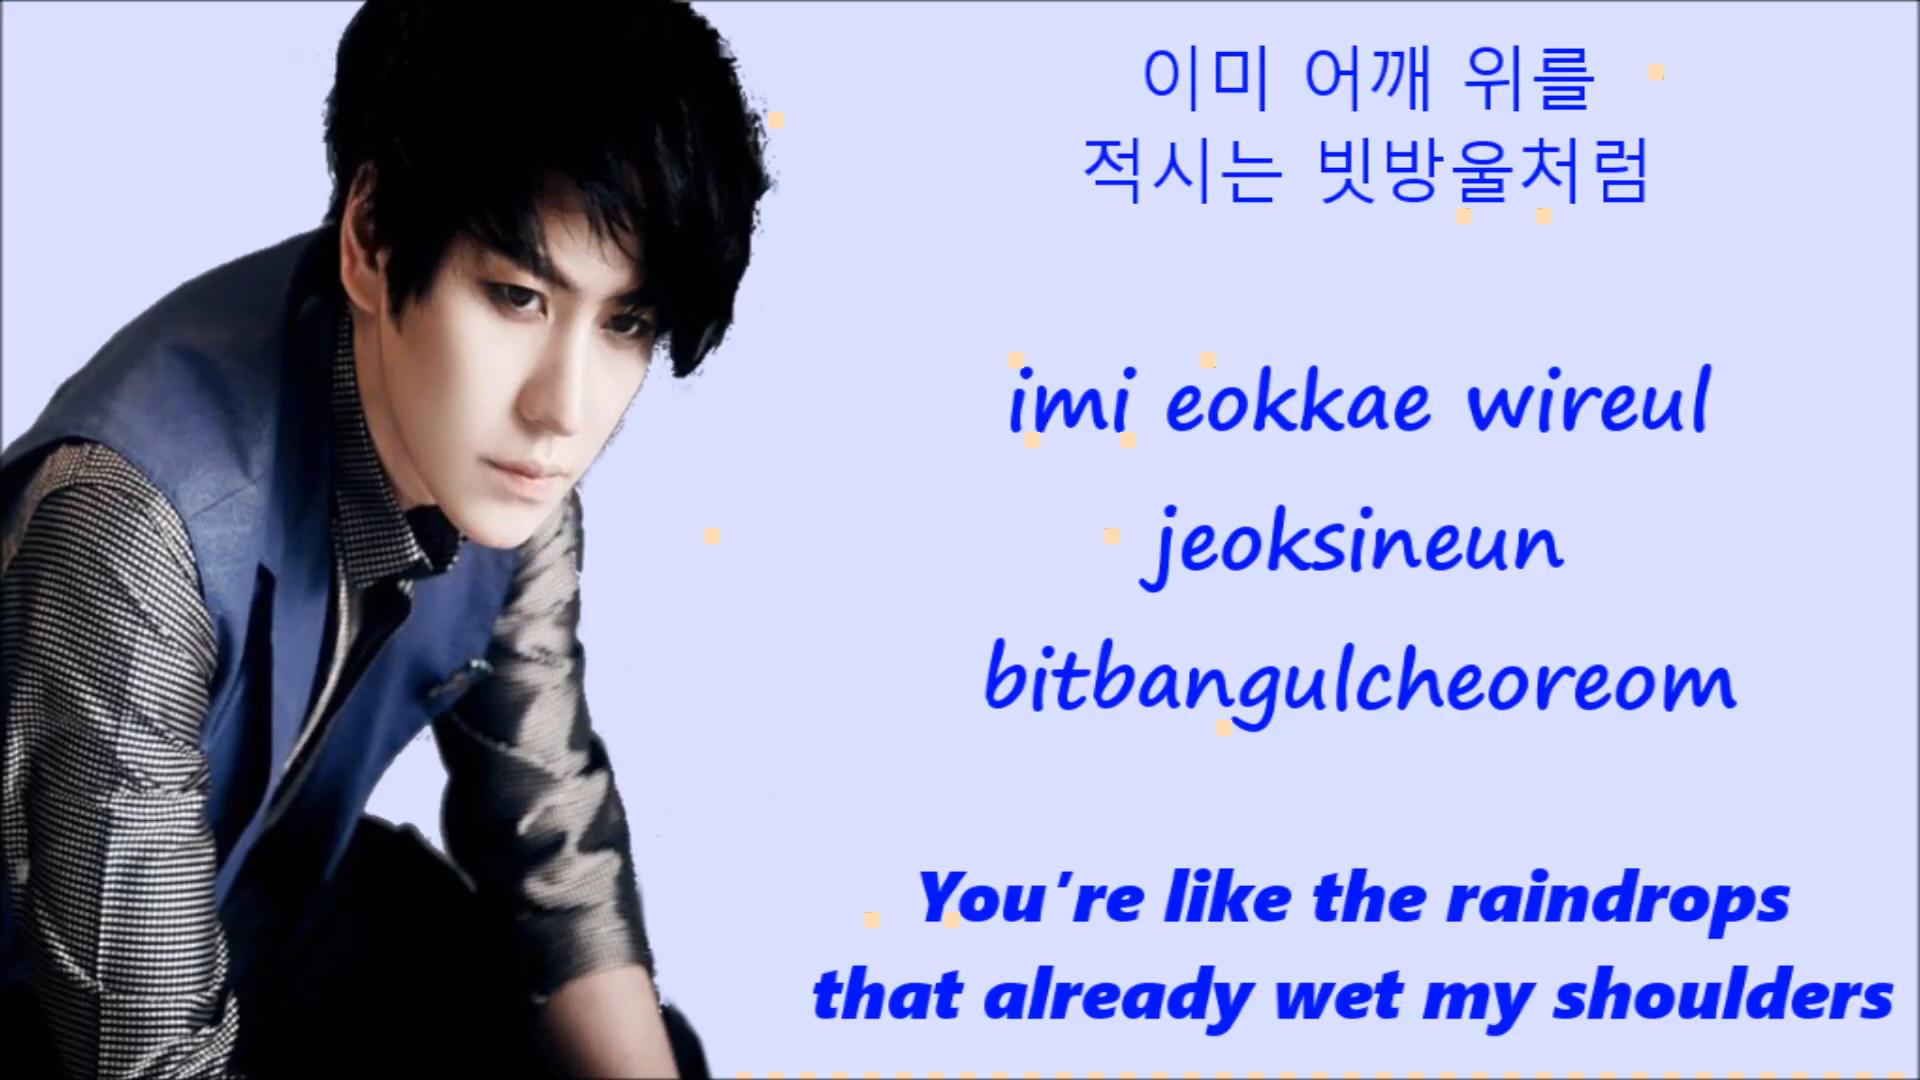 이미 어깨 위를
적시는 빗방울처럼
imi eokkae wireul
jeoksineun
bitbangulcheoreom
You're like the raindrops
that already wet my shoulders